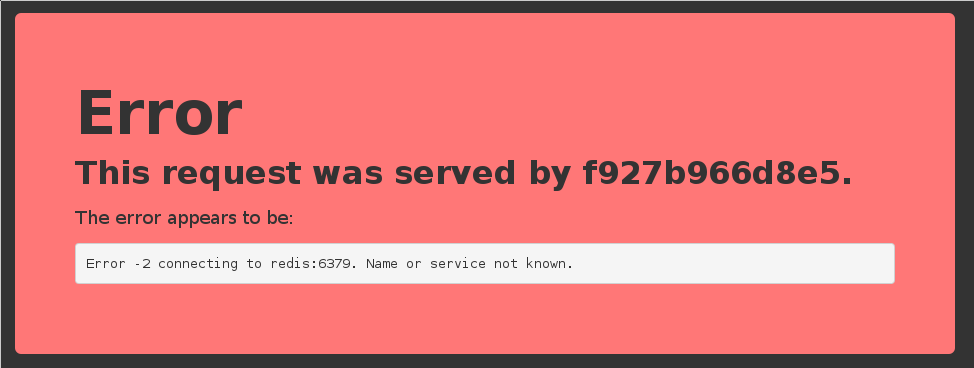 Error
This request was served by f927b966d8e5.
The error appears to be:
Error -2 connecting to redis:6379. Name or service not known.